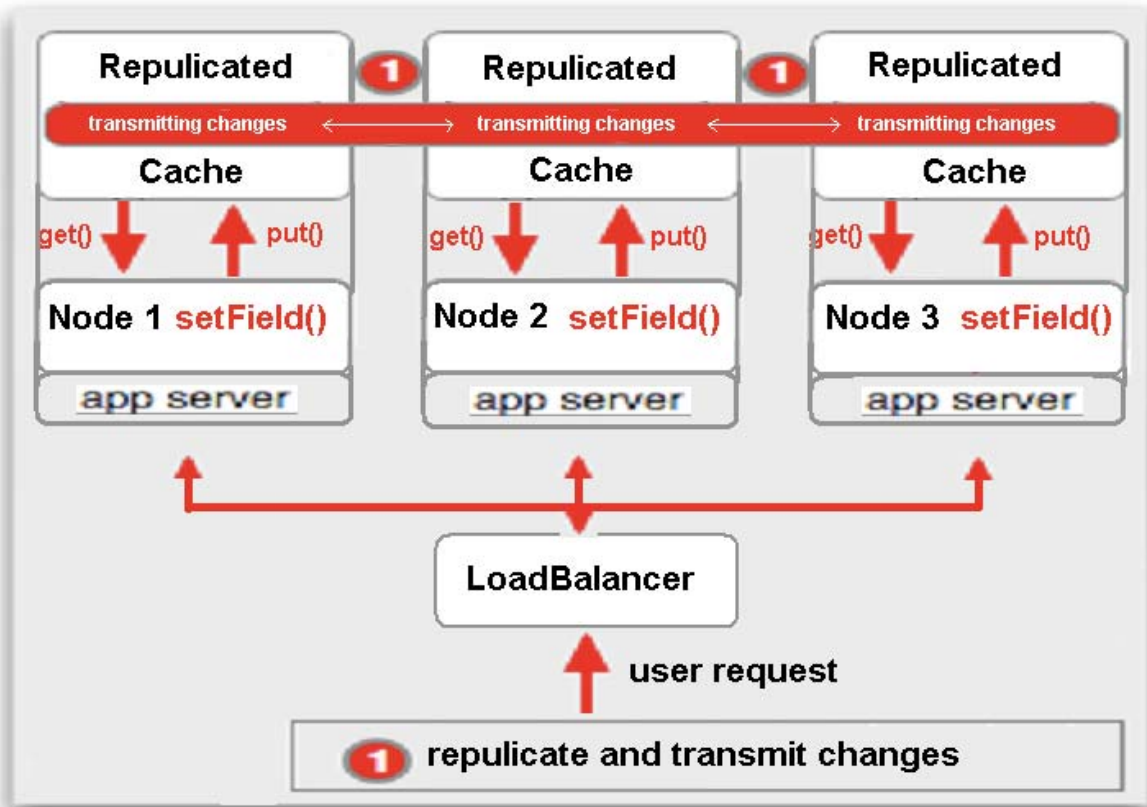 Repulicated
1
Repulicated
1
Repulicated
transmitting changes
transmitting changes
transmitting changes
Cache
Cache
Cache
get()
put()
get()
put()
get()
put()
Node 1 setField()
Node 2 setField()
Node 3 setField()
app server
app server
app server
LoadBalancer
user request
1 repulicate and transmit changes